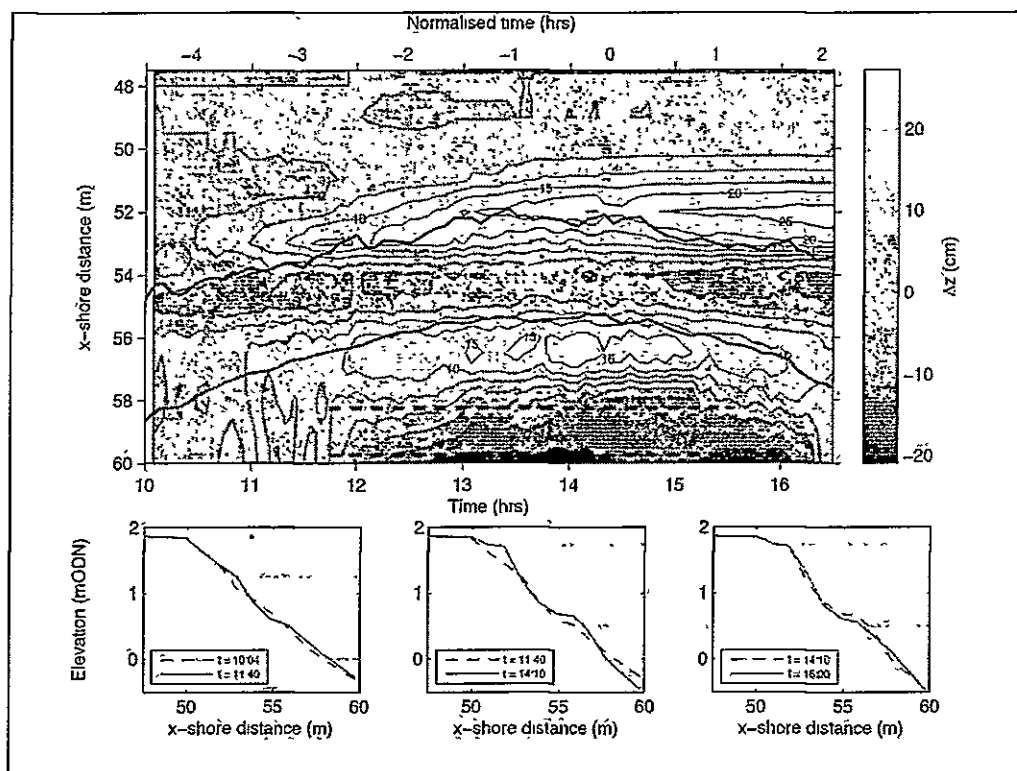 Normalised time (hrs)
-4 -3 -2 -1 0 1 2
48
50
52
54
56
58
60
x-shore distance (m)
15
20
10
25
20
15
15
10
10 11 12 13 14 15 16
Time (hrs)
20
10
0
-10
-20
Δz (cm)
2
1
0
Elevation (mODN)
t = 10:04
t = 11:40
50 55 60
x-shore distance (m)
2
1
0
t = 11:40
t = 14:10
50 55 60
x-shore distance (m)
2
1
0
t = 14:10
50 55 60
x-shore distance (m)